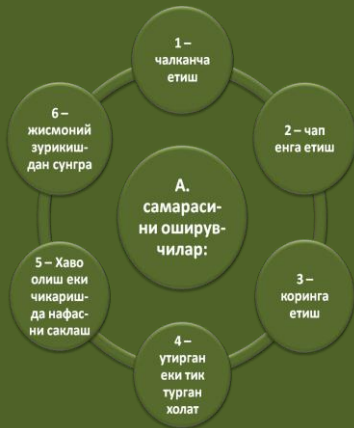 1 –
чалканча
етиш
2 – чап
енга етиш
3 –
коринга
етиш
4 –
утирган
еки тик
турган
холат
5 – Хаво
олиш еки
чикариш-
да нафас-
ни саклаш
6 –
жисмоний
зурикиш-
дан сунгра
А.
самараси-
ни оширув-
чилар: